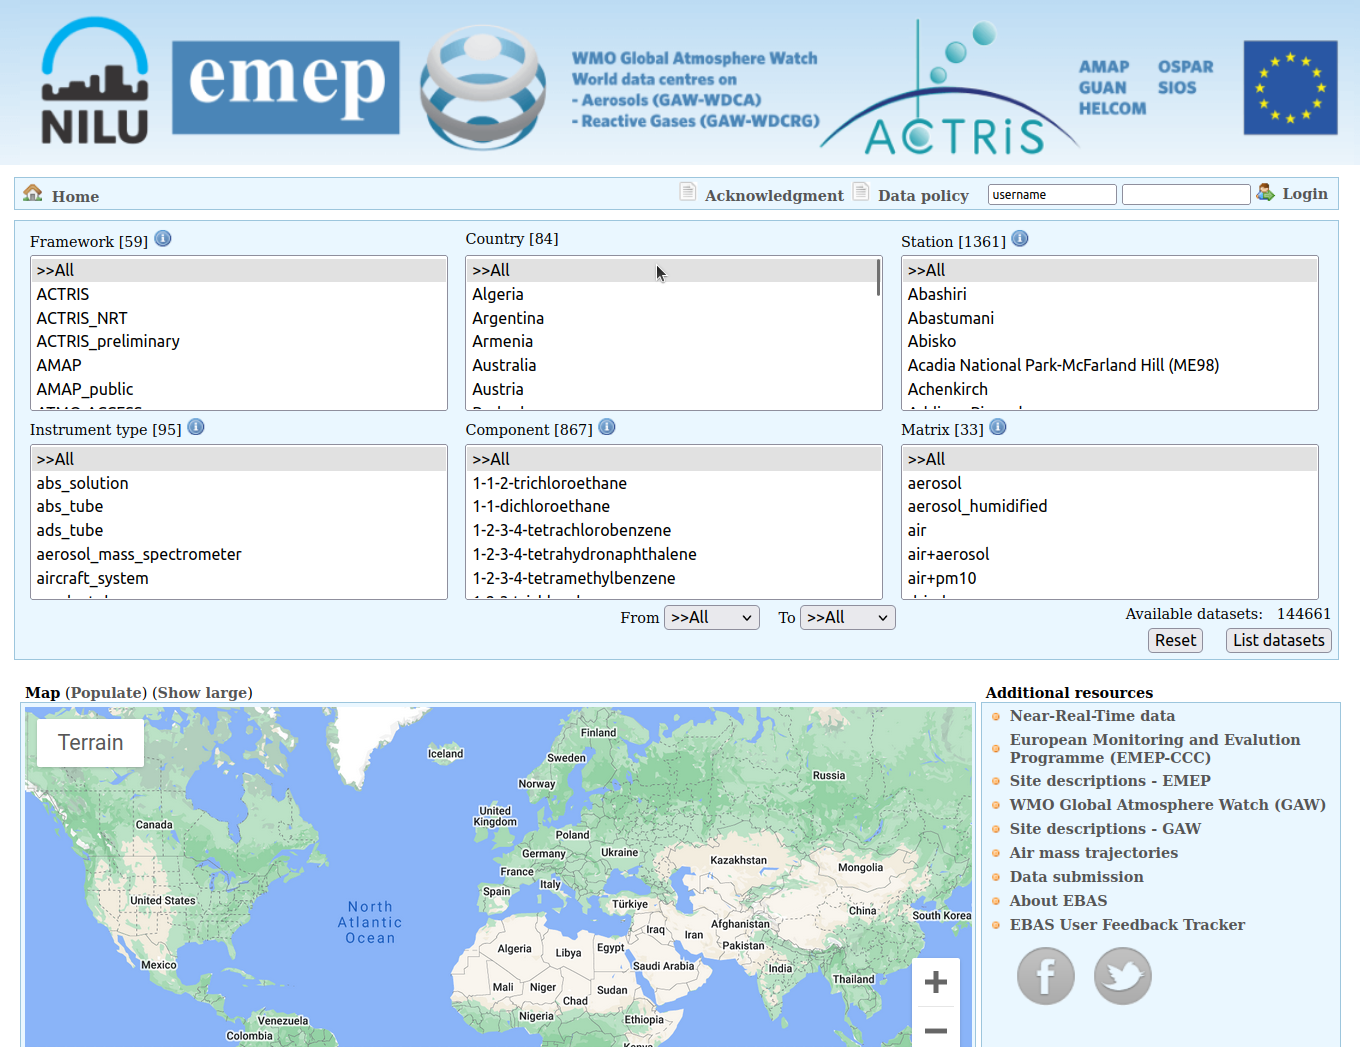 NILU
emep
WMO Global Atmosphere Watch
World data centres on
- Aerosols (GAW-WDCA)
- Reactive Gases (GAW-WDCRG)
ACTRiS
AMAP OSPAR
GUAN SIOS
HELCOM
Home
Acknowledgment
Data policy
username
Login
Framework [59]
>>All
ACTRIS
ACTRIS_NRT
ACTRIS_preliminary
AMAP
AMAP_public
Country [84]
>>All
Algeria
Argentina
Armenia
Australia
Austria
Station [1361]
>>All
Abashiri
Abastumani
Abisko
Acadia National Park-McFarland Hill (ME98)
Achenkirch
Instrument type [95]
>>All
abs_solution
abs_tube
ads_tube
aerosol_mass_spectrometer
aircraft_system
Component [867]
>>All
1-1-2-trichloroethane
1-1-dichloroethane
1-2-3-4-tetrachlorobenzene
1-2-3-4-tetrahydronaphthalene
1-2-3-4-tetramethylbenzene
Matrix [33]
>>All
aerosol
aerosol_humidified
air
air+aerosol
air+pm10
From >>All To >>All
Available datasets: 144661
Reset
List datasets
Map (Populate) (Show large)
Terrain
Finland
Iceland
Sweden
Russia
Norway
United
Kingdom
Canada
Poland
Germany
Ukraine
Kazakhstan
Mongolia
France
Italy
Spain
United States
Türkiye
China
South Korea
North
Atlantic
Ocean
Afghanistan
Iraq
Iran
Pakistan
Algeria
Libya
Egypt
Mexico
Saudi Arabia
India
Thailand
Mali
Niger
Sudan
Chad
Nigeria
Ethiopia
Venezuela
Colombia
Kenya
+
−
Additional resources
Near-Real-Time data
European Monitoring and Evalution
Programme (EMEP-CCC)
Site descriptions - EMEP
WMO Global Atmosphere Watch (GAW)
Site descriptions - GAW
Air mass trajectories
Data submission
About EBAS
EBAS User Feedback Tracker
f